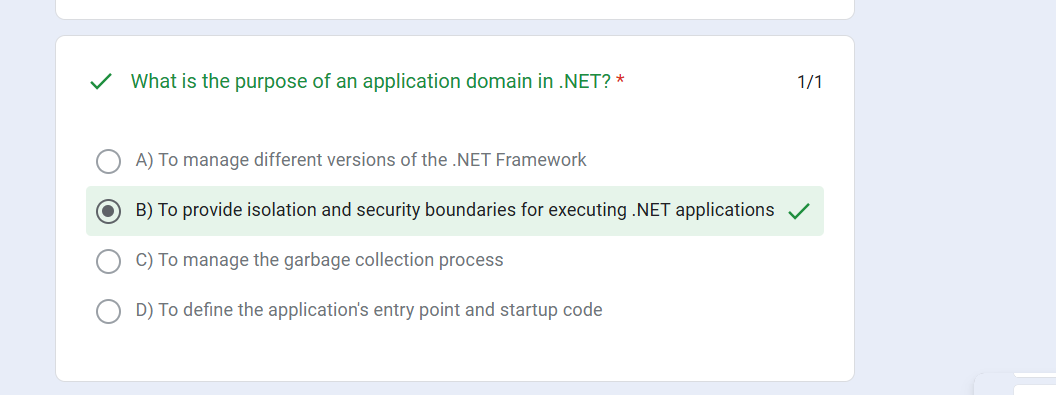 What is the purpose of an application domain in .NET? *
1/1
A) To manage different versions of the .NET Framework
B) To provide isolation and security boundaries for executing .NET applications
C) To manage the garbage collection process
D) To define the application's entry point and startup code